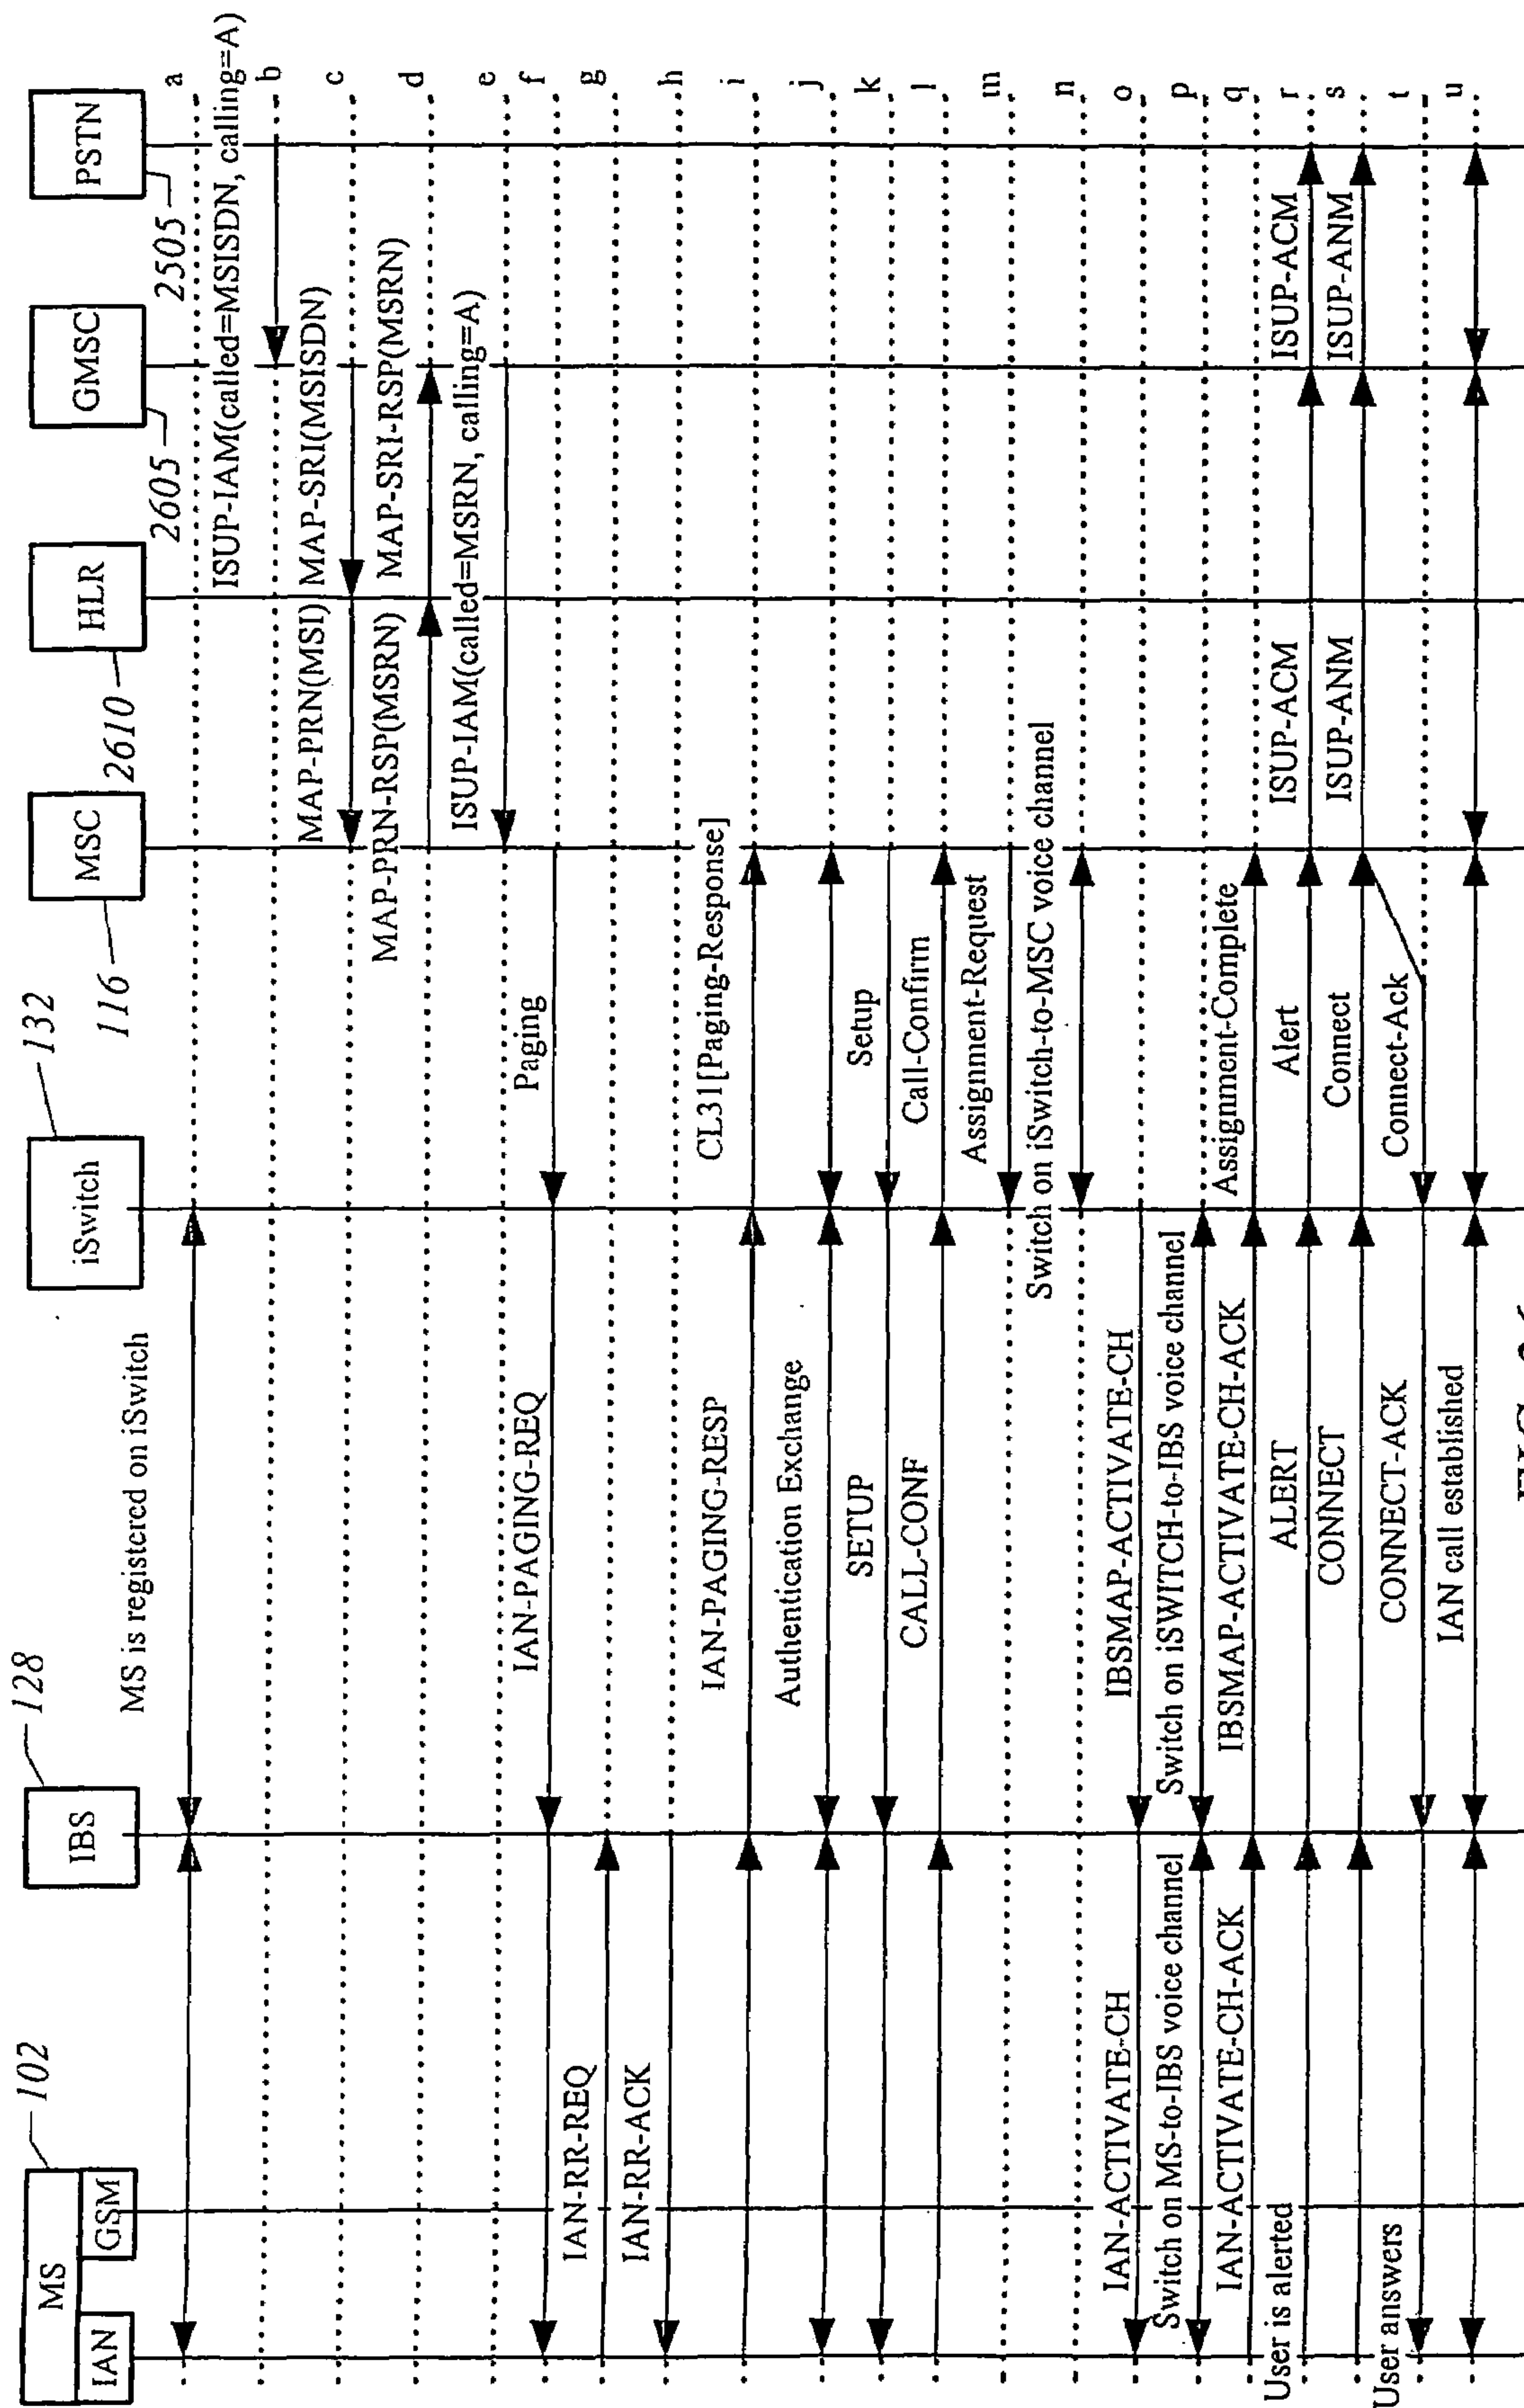 MS
IAN
GSM
102
IBS
128
iSwitch
132
MSC
116
HLR
2610
GMSC
2605
PSTN
2505
MS is registered on iSwitch
a
ISUP-IAM(called=MSISDN, calling=A)
b
MAP-PRN(MSI)
MAP-SRI(MSISDN)
c
MAP-PRN-RSP(MSRN)
MAP-SRI-RSP(MSRN)
d
ISUP-IAM(called=MSRN, calling=A)
e
IAN-PAGING-REQ
Paging
f
IAN-RR-REQ
g
IAN-RR-ACK
h
IAN-PAGING-RESP
CL31[Paging-Response]
i
Authentication Exchange
j
SETUP
Setup
k
CALL-CONF
Call-Confirm
l
Assignment-Request
m
Switch on iSwitch-to-MSC voice channel
n
IAN-ACTIVATE-CH
IBSMAP-ACTIVATE-CH
o
Switch on MS-to-IBS voice channel
Switch on iSWITCH-to-IBS voice channel
p
IAN-ACTIVATE-CH-ACK
IBSMAP-ACTIVATE-CH-ACK
Assignment-Complete
q
User is alerted
ALERT
Alert
ISUP-ACM
ISUP-ACM
r
CONNECT
Connect
ISUP-ANM
ISUP-ANM
s
User answers
CONNECT-ACK
Connect-Ack
t
IAN call established
u